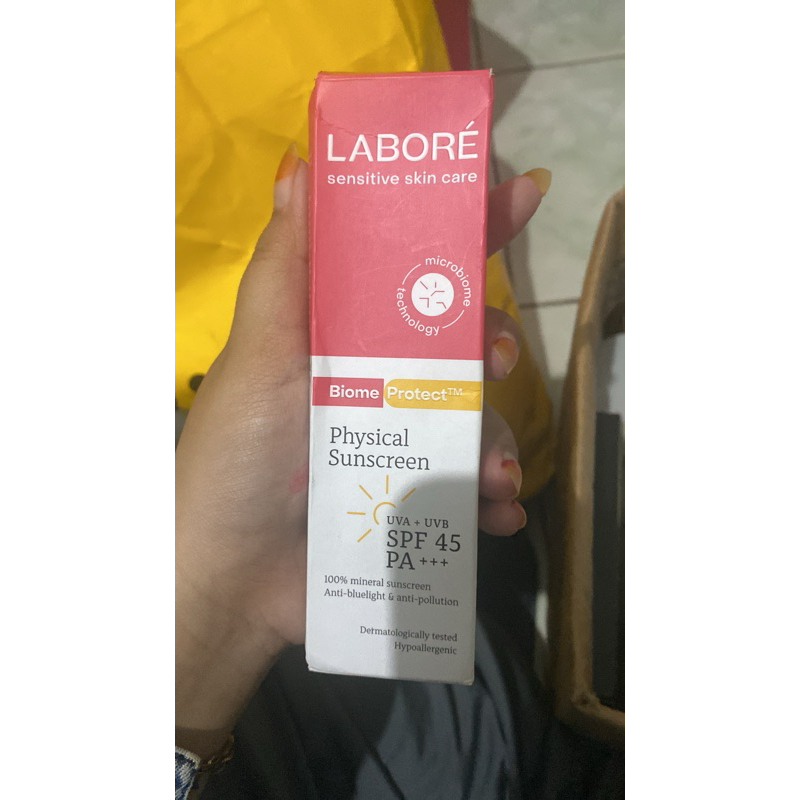 LABORÉ
sensitive skin care
microbiome
technology
Biome Protect™
Physical
Sunscreen
UVA + UVB
SPF 45
PA +++
100% mineral sunscreen
Anti-bluelight & anti-pollution
Dermatologically tested
Hypoallergenic